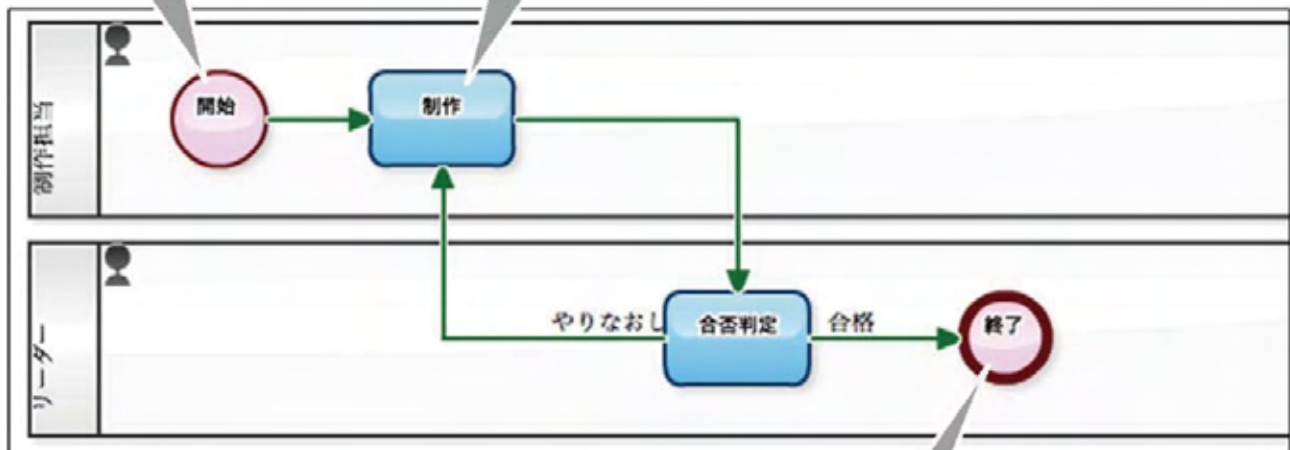 制作担当
開始
制作
リーダー
やりなおし
合否判定
合格
終了